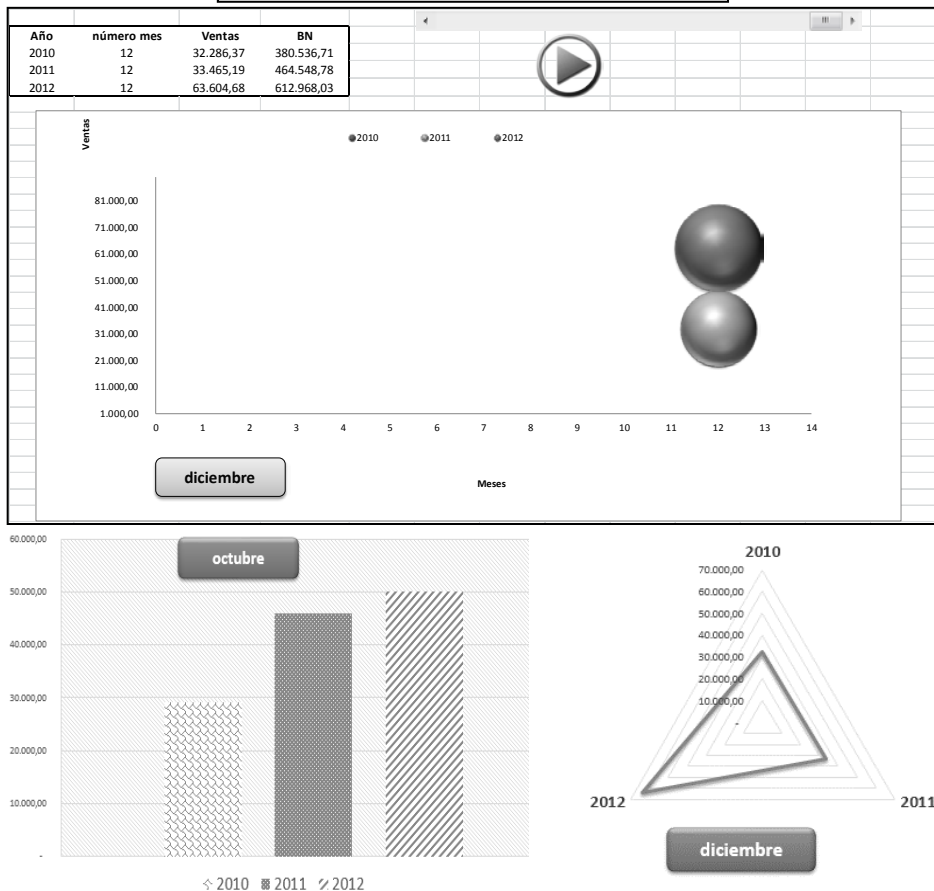 Año número mes Ventas BN
2010 12 32.286,37 380.536,71
2011 12 33.465,19 464.548,78
2012 12 63.604,68 612.968,03
Ventas
2010 2011 2012
81.000,00
71.000,00
61.000,00
51.000,00
41.000,00
31.000,00
21.000,00
11.000,00
1.000,00
0 1 2 3 4 5 6 7 8 9 10 11 12 13 14
diciembre
Meses
60.000,00
octubre
50.000,00
40.000,00
30.000,00
20.000,00
10.000,00
-
2010 2011 2012
2010
70.000,00
60.000,00
50.000,00
40.000,00
30.000,00
20.000,00
10.000,00
-
2012 2011
diciembre